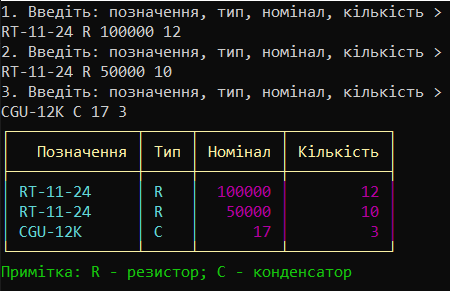 1. Введіть: позначення, тип, номінал, кількість >
RT-11-24 R 100000 12
2. Введіть: позначення, тип, номінал, кількість >
RT-11-24 R 50000 10
3. Введіть: позначення, тип, номінал, кількість >
CGU-12K C 17 3
Позначення Тип Номінал Кількість
RT-11-24 R 100000 12
RT-11-24 R 50000 10
CGU-12K C 17 3
Примітка: R - резистор; C - конденсатор